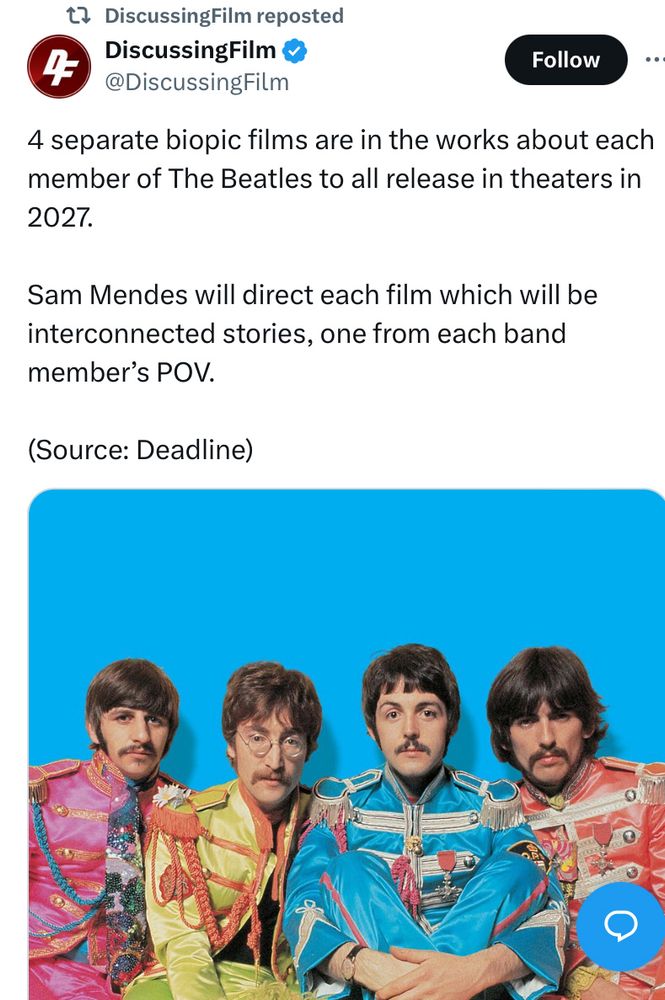 DiscussingFilm reposted
DiscussingFilm
@DiscussingFilm
Follow
4 separate biopic films are in the works about each
member of The Beatles to all release in theaters in
2027.
Sam Mendes will direct each film which will be
interconnected stories, one from each band
member’s POV.
(Source: Deadline)